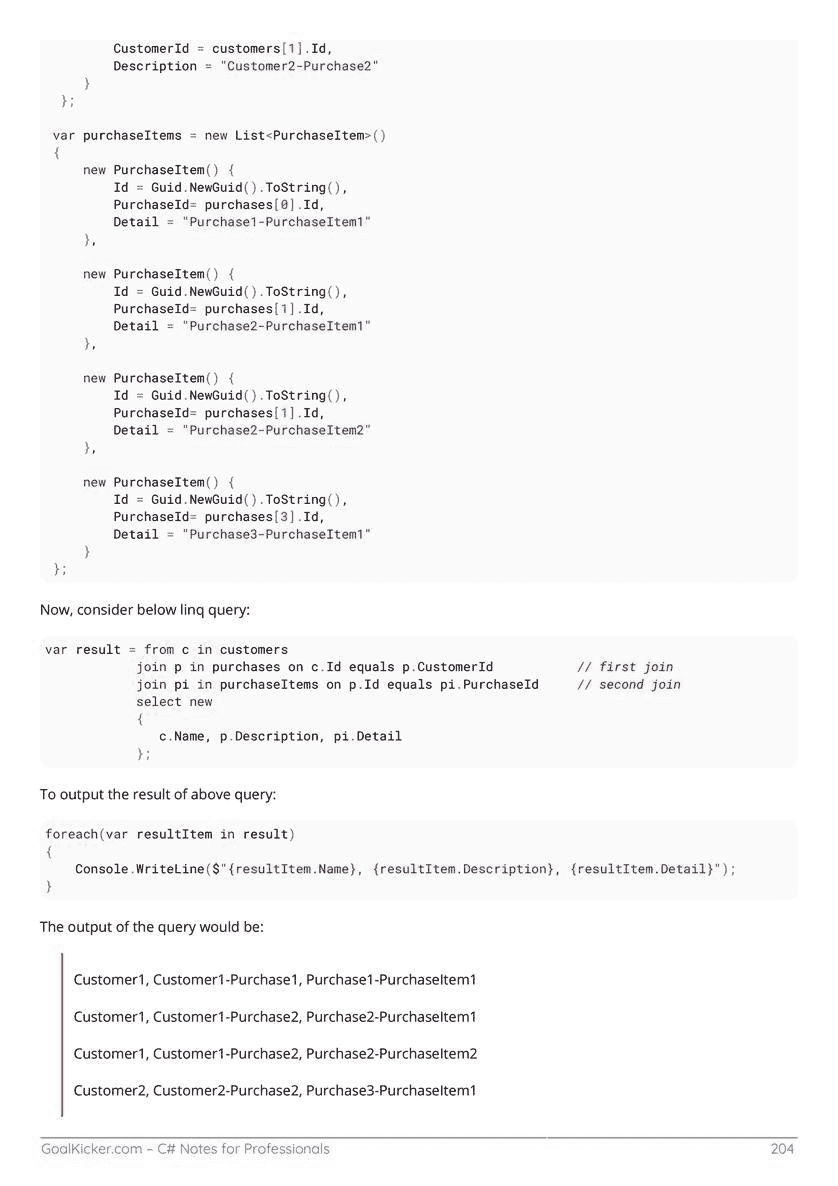 CustomerId = customers[1].Id,
Description = "Customer2-Purchase2"
}
};
var purchaseItems = new List<PurchaseItem>()
{
new PurchaseItem() {
Id = Guid.NewGuid().ToString(),
PurchaseId= purchases[0].Id,
Detail = "Purchase1-PurchaseItem1"
},
new PurchaseItem() {
Id = Guid.NewGuid().ToString(),
PurchaseId= purchases[1].Id,
Detail = "Purchase2-PurchaseItem1"
},
new PurchaseItem() {
Id = Guid.NewGuid().ToString(),
PurchaseId= purchases[1].Id,
Detail = "Purchase2-PurchaseItem2"
},
new PurchaseItem() {
Id = Guid.NewGuid().ToString(),
PurchaseId= purchases[3].Id,
Detail = "Purchase3-PurchaseItem1"
}
};
Now, consider below linq query:
var result = from c in customers
join p in purchases on c.Id equals p.CustomerId // first join
join pi in purchaseItems on p.Id equals pi.PurchaseId // second join
select new
{
c.Name, p.Description, pi.Detail
};
To output the result of above query:
foreach(var resultItem in result)
{
Console.WriteLine($"{resultItem.Name}, {resultItem.Description}, {resultItem.Detail}");
}
The output of the query would be:
Customer1, Customer1-Purchase1, Purchase1-PurchaseItem1
Customer1, Customer1-Purchase2, Purchase2-PurchaseItem1
Customer1, Customer1-Purchase2, Purchase2-PurchaseItem2
Customer2, Customer2-Purchase2, Purchase3-PurchaseItem1
GoalKicker.com – C# Notes for Professionals 204